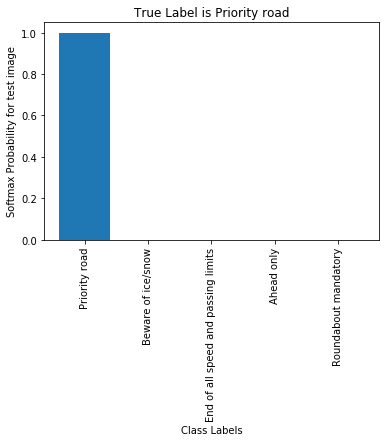 True Label is Priority road
Softmax Probability for test image
1.0
0.8
0.6
0.4
0.2
0.0
Priority road
Beware of ice/snow
End of all speed and passing limits
Ahead only
Roundabout mandatory
Class Labels